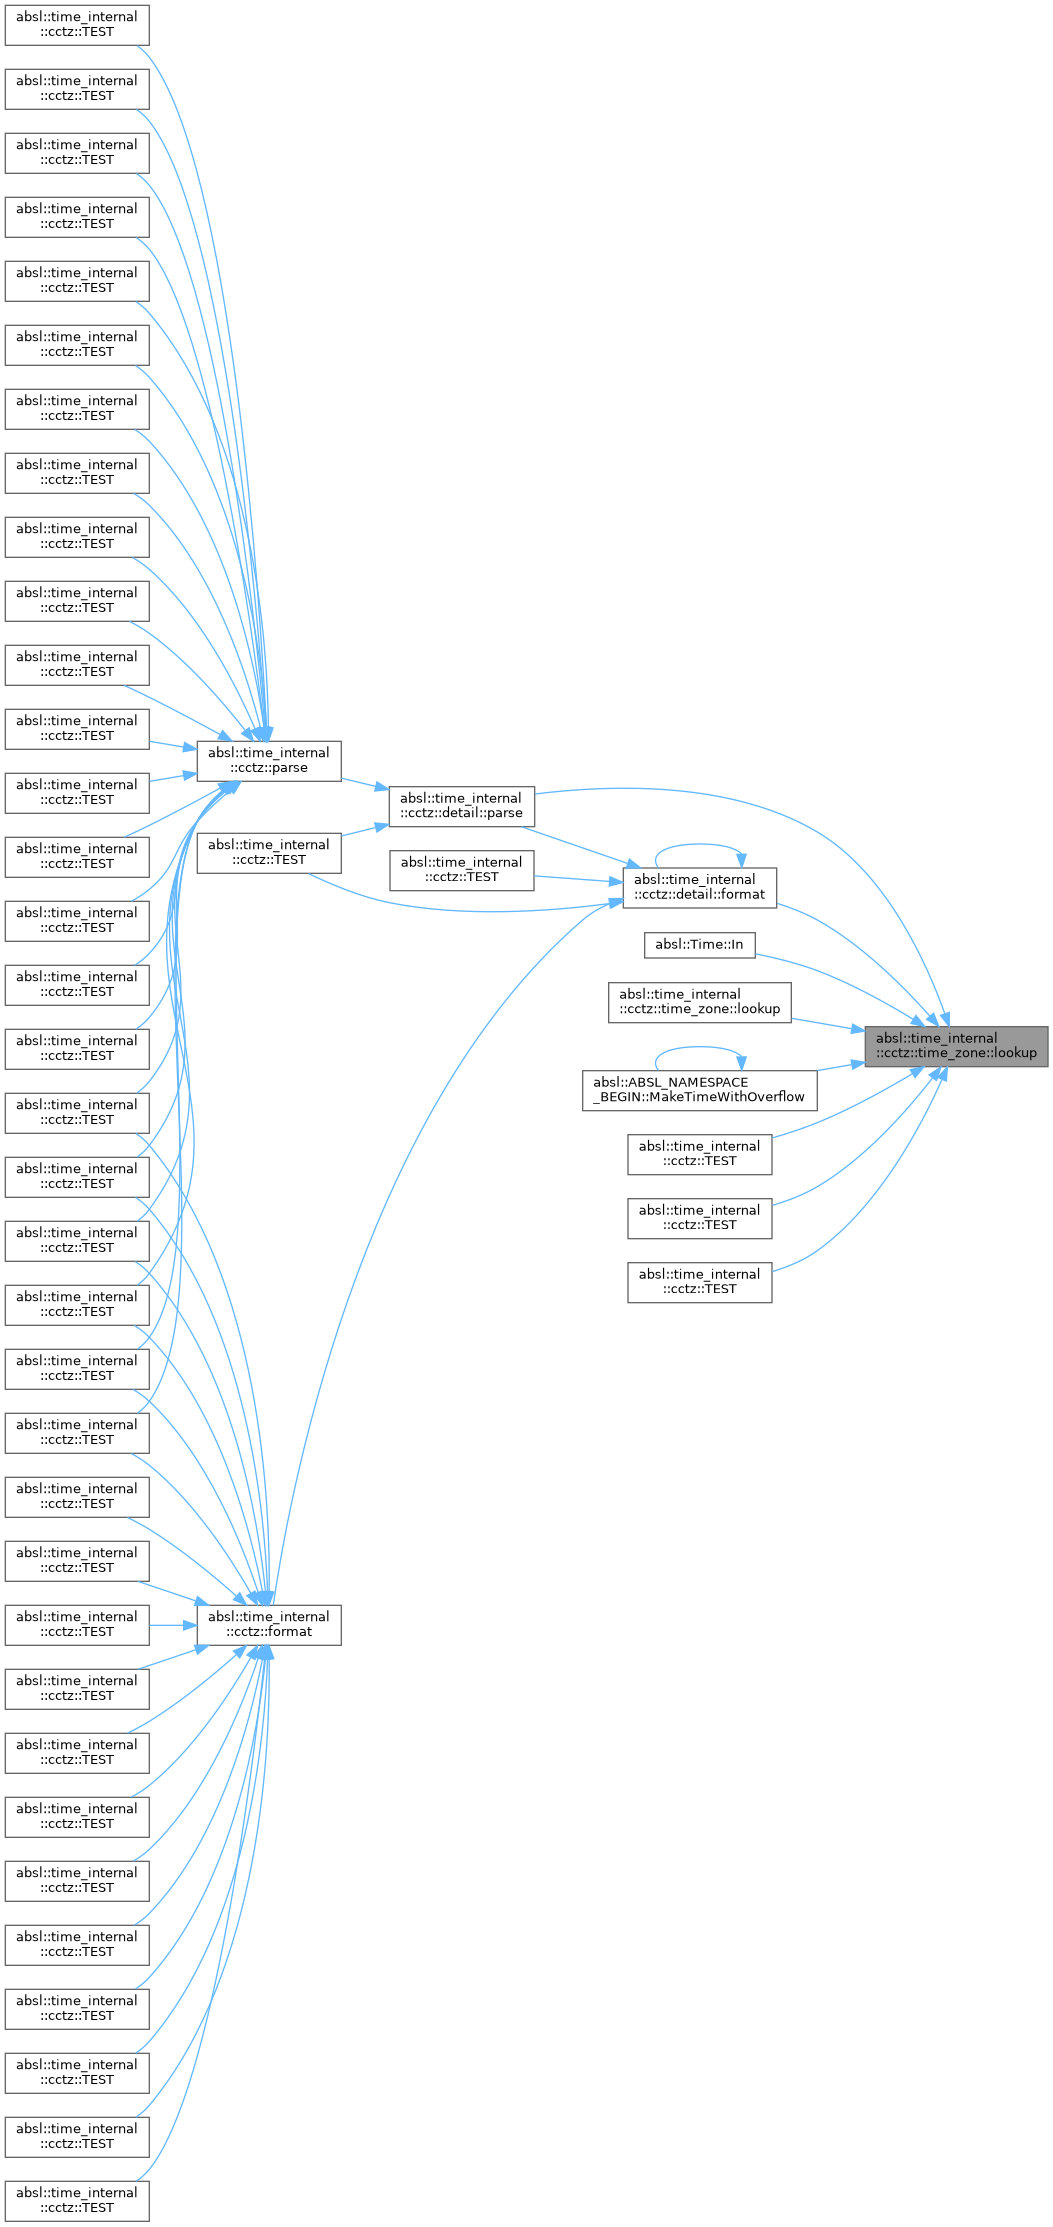 absl::time_internal
::cctz::TEST
absl::time_internal
::cctz::TEST
absl::time_internal
::cctz::TEST
absl::time_internal
::cctz::TEST
absl::time_internal
::cctz::TEST
absl::time_internal
::cctz::TEST
absl::time_internal
::cctz::TEST
absl::time_internal
::cctz::TEST
absl::time_internal
::cctz::TEST
absl::time_internal
::cctz::TEST
absl::time_internal
::cctz::TEST
absl::time_internal
::cctz::TEST
absl::time_internal
::cctz::TEST
absl::time_internal
::cctz::TEST
absl::time_internal
::cctz::TEST
absl::time_internal
::cctz::TEST
absl::time_internal
::cctz::TEST
absl::time_internal
::cctz::TEST
absl::time_internal
::cctz::TEST
absl::time_internal
::cctz::TEST
absl::time_internal
::cctz::TEST
absl::time_internal
::cctz::TEST
absl::time_internal
::cctz::TEST
absl::time_internal
::cctz::TEST
absl::time_internal
::cctz::TEST
absl::time_internal
::cctz::TEST
absl::time_internal
::cctz::TEST
absl::time_internal
::cctz::TEST
absl::time_internal
::cctz::TEST
absl::time_internal
::cctz::TEST
absl::time_internal
::cctz::TEST
absl::time_internal
::cctz::TEST
absl::time_internal
::cctz::TEST
absl::time_internal
::cctz::TEST
absl::time_internal
::cctz::TEST
absl::time_internal
::cctz::parse
absl::time_internal
::cctz::TEST
absl::time_internal
::cctz::format
absl::time_internal
::cctz::detail::parse
absl::time_internal
::cctz::TEST
absl::time_internal
::cctz::detail::format
absl::Time::In
absl::time_internal
::cctz::time_zone::lookup
absl::ABSL_NAMESPACE
_BEGIN::MakeTimeWithOverflow
absl::time_internal
::cctz::TEST
absl::time_internal
::cctz::TEST
absl::time_internal
::cctz::TEST
absl::time_internal
::cctz::time_zone::lookup